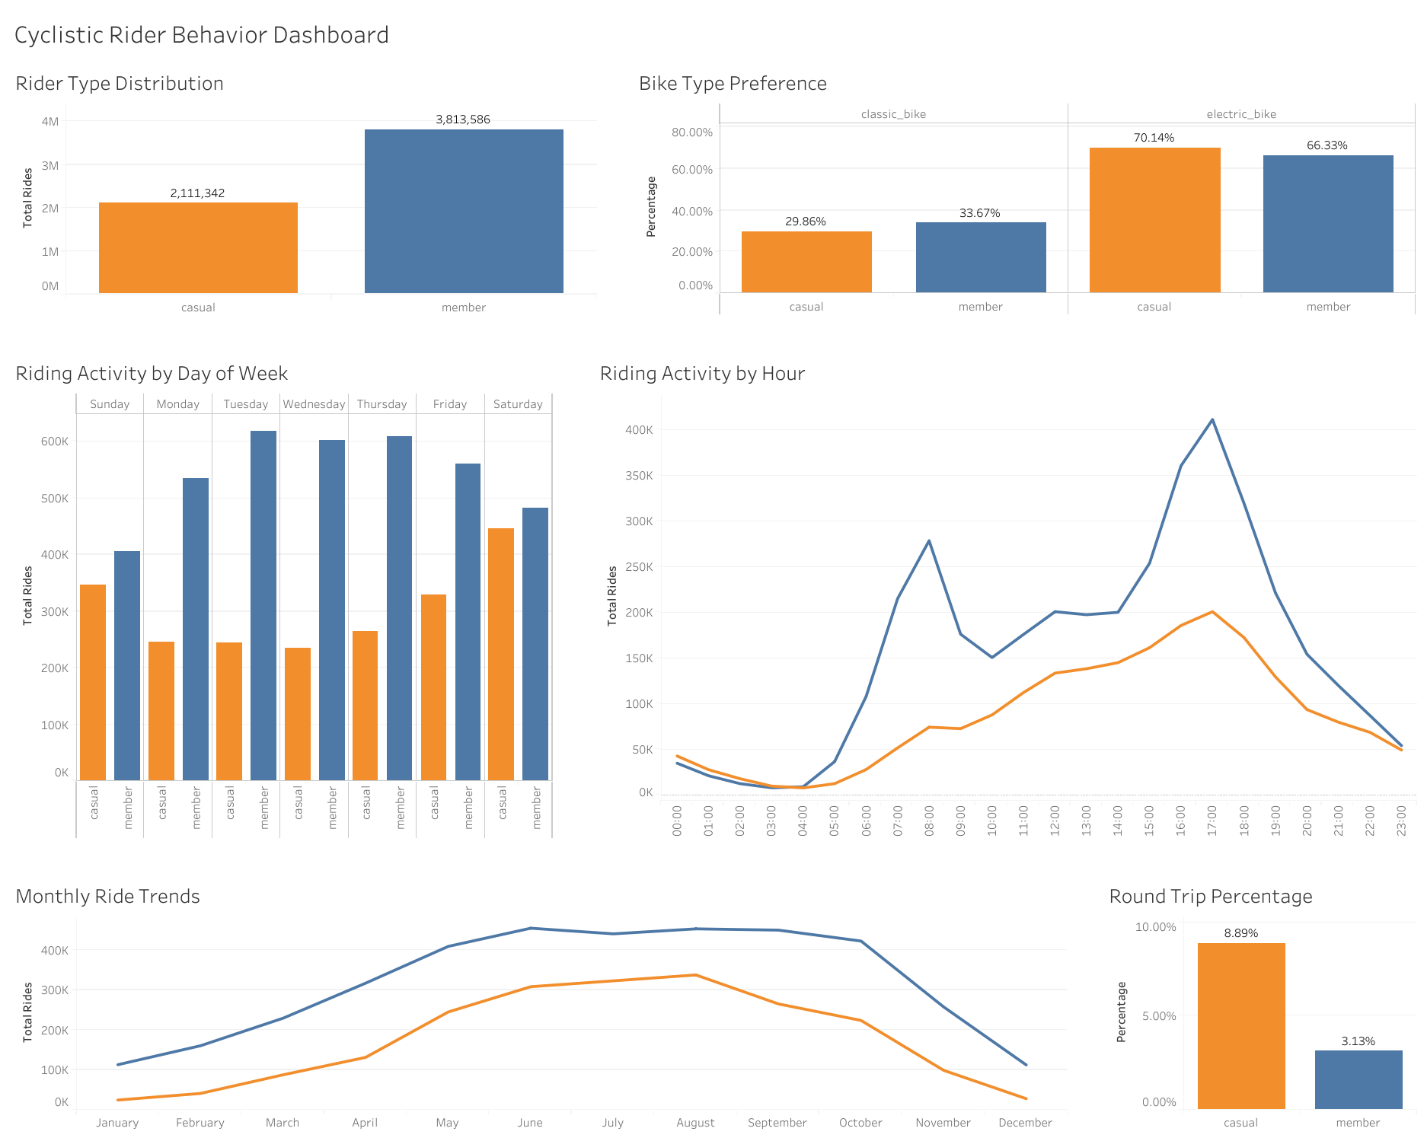 Cyclistic Rider Behavior Dashboard
Rider Type Distribution
Total Rides
4M
3M
2M
1M
0M
2,111,342
3,813,586
casual
member
Bike Type Preference
classic_bike
electric_bike
Percentage
80.00%
60.00%
40.00%
20.00%
0.00%
29.86%
33.67%
70.14%
66.33%
casual
member
casual
member
Riding Activity by Day of Week
Sunday
Monday
Tuesday
Wednesday
Thursday
Friday
Saturday
Total Rides
600K
500K
400K
300K
200K
100K
0K
casual
member
casual
member
casual
member
casual
member
casual
member
casual
member
casual
member
Riding Activity by Hour
Total Rides
400K
350K
300K
250K
200K
150K
100K
50K
0K
00:00
01:00
02:00
03:00
04:00
05:00
06:00
07:00
08:00
09:00
10:00
11:00
12:00
13:00
14:00
15:00
16:00
17:00
18:00
19:00
20:00
21:00
22:00
23:00
Monthly Ride Trends
Total Rides
400K
300K
200K
100K
0K
January
February
March
April
May
June
July
August
September
October
November
December
Round Trip Percentage
Percentage
10.00%
5.00%
0.00%
8.89%
3.13%
casual
member